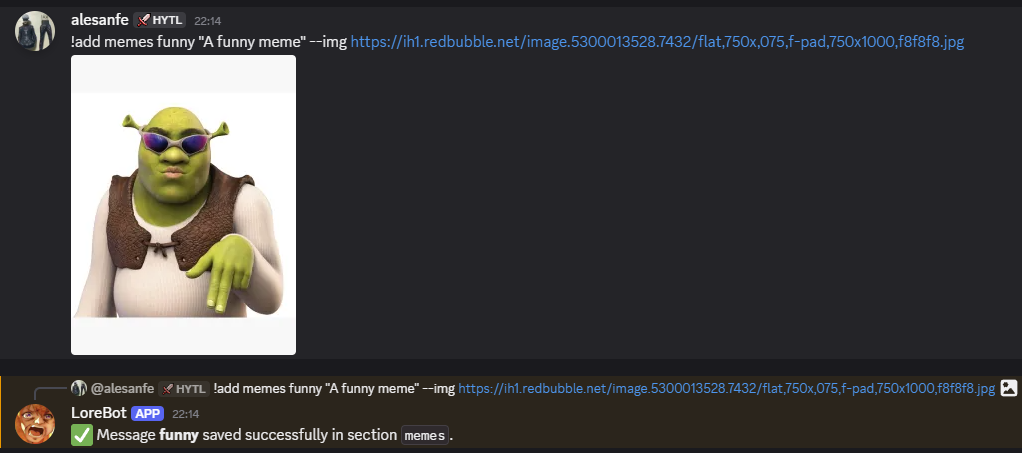 alesanfe HYTL 22:14
!add memes funny "A funny meme" --img https://ih1.redbubble.net/image.5300013528.7432/flat,750x,075,f-pad,750x1000,f8f8f8.jpg
@alesanfe HYTL !add memes funny "A funny meme" --img https://ih1.redbubble.net/image.5300013528.7432/flat,750x,075,f-pad,750x1000,f8f8f8.jpg
LoreBot APP 22:14
✅ Message funny saved successfully in section memes.